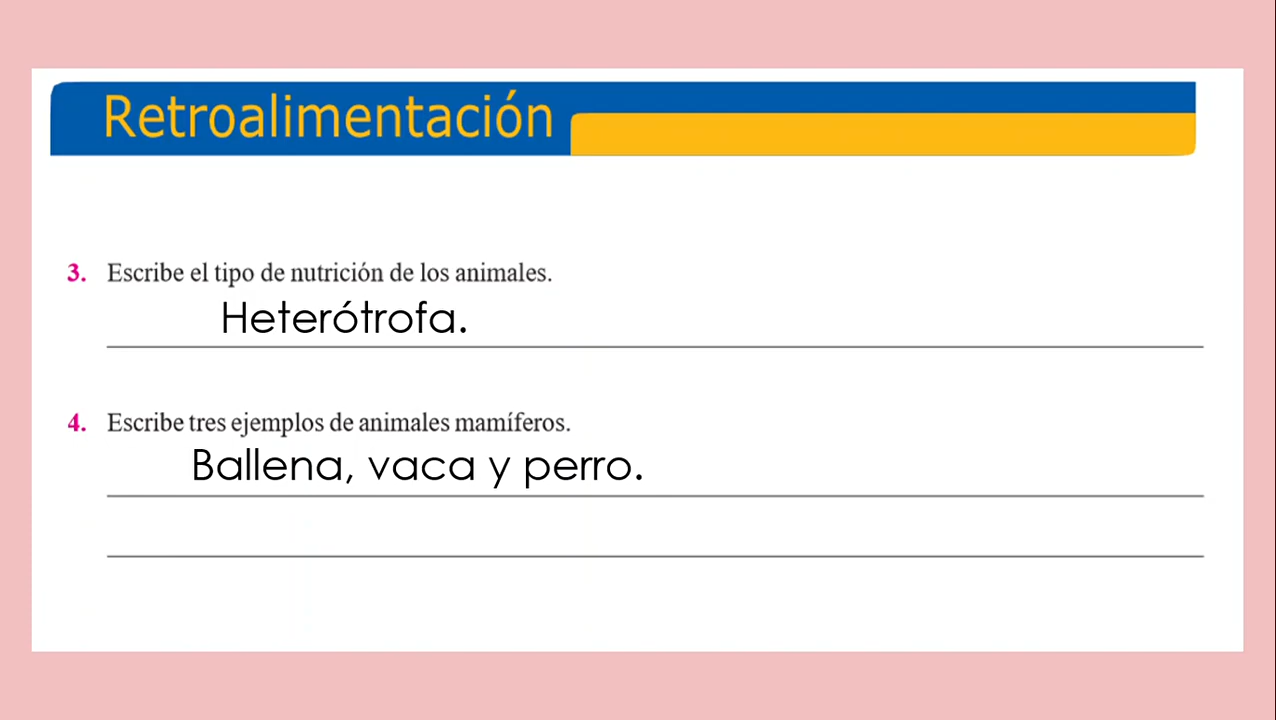 Retroalimentación
3. Escribe el tipo de nutrición de los animales.
Heterótrofa.
4. Escribe tres ejemplos de animales mamíferos.
Ballena, vaca y perro.